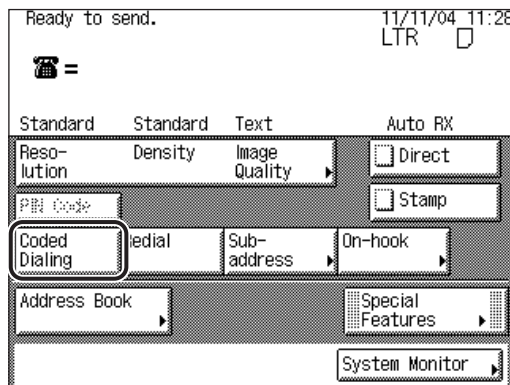 Ready to send. 11/11/04 11:28
LTR
=
Standard Standard Text Auto RX
Reso- Density Image Direct
lution Quality
PIN Code Stamp
Coded Redial Sub- On-hook
Dialing address
Address Book Special
Features
System Monitor